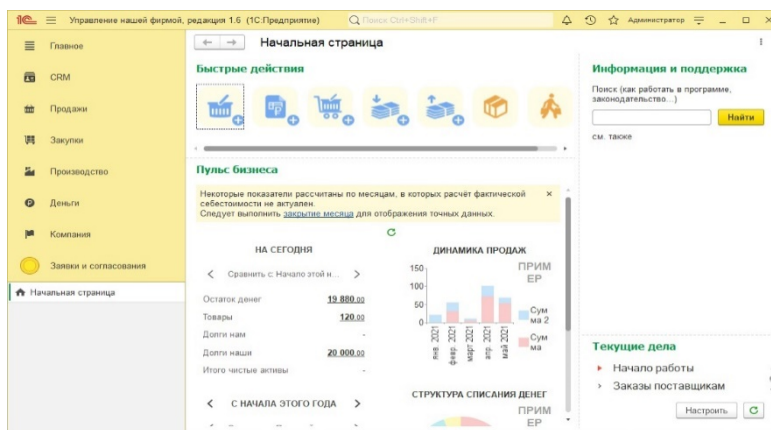 1С Управление нашей фирмой, редакция 1.6 (1С:Предприятие) Поиск Ctrl+Shift+F Администратор
Главное
CRM
Продажи
Закупки
Производство
Деньги
Компания
Заявки и согласования
Начальная страница
Начальная страница
Быстрые действия
Пульс бизнеса
Некоторые показатели рассчитаны по месяцам, в которых расчёт фактической
себестоимости не актуален.
Следует выполнить закрытие месяца для отображения точных данных.
НА СЕГОДНЯ
Сравнить с: Начало этой н...
Остаток денег 19 880,00
Товары 120,00
Долги нам -
Долги наши 20 000,00
Итого чистые активы -
С НАЧАЛА ЭТОГО ГОДА
ДИНАМИКА ПРОДАЖ
ПРИМ
ЕР
150
100
50
0
янв. 2021
февр. 2021
март 2021
апр. 2021
май 2021
Сум
ма 2
Сум
ма
СТРУКТУРА СПИСАНИЯ ДЕНЕГ
ПРИМ
ЕР
Информация и поддержка
Поиск (как работать в программе,
законодательство...)
Найти
см. также
Текущие дела
Начало работы
Заказы поставщикам
Настроить